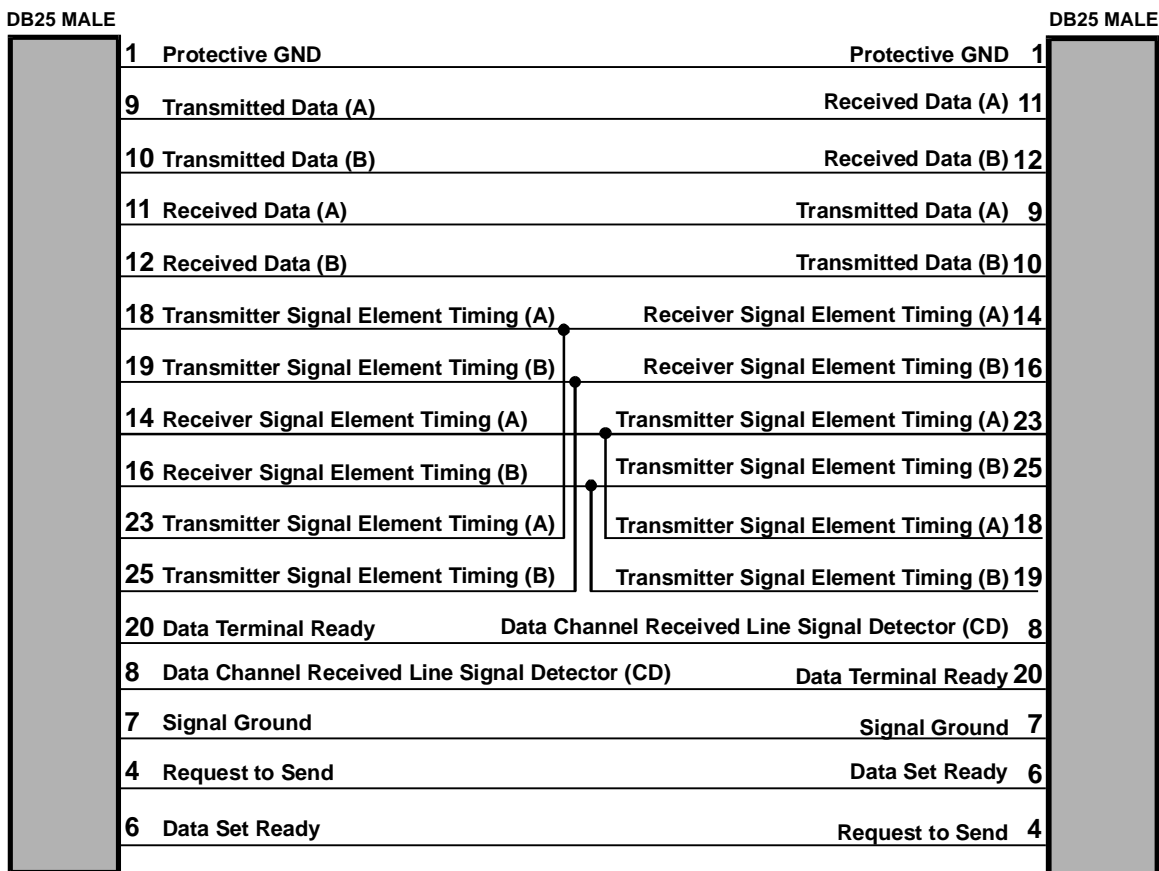 DB25 MALE DB25 MALE
1 Protective GND Protective GND 1
9 Transmitted Data (A) Received Data (A) 11
10 Transmitted Data (B) Received Data (B) 12
11 Received Data (A) Transmitted Data (A) 9
12 Received Data (B) Transmitted Data (B) 10
18 Transmitter Signal Element Timing (A) Receiver Signal Element Timing (A) 14
19 Transmitter Signal Element Timing (B) Receiver Signal Element Timing (B) 16
14 Receiver Signal Element Timing (A) Transmitter Signal Element Timing (A) 23
16 Receiver Signal Element Timing (B) Transmitter Signal Element Timing (B) 25
23 Transmitter Signal Element Timing (A) Transmitter Signal Element Timing (A) 18
25 Transmitter Signal Element Timing (B) Transmitter Signal Element Timing (B) 19
20 Data Terminal Ready Data Channel Received Line Signal Detector (CD) 8
8 Data Channel Received Line Signal Detector (CD) Data Terminal Ready 20
7 Signal Ground Signal Ground 7
4 Request to Send Data Set Ready 6
6 Data Set Ready Request to Send 4